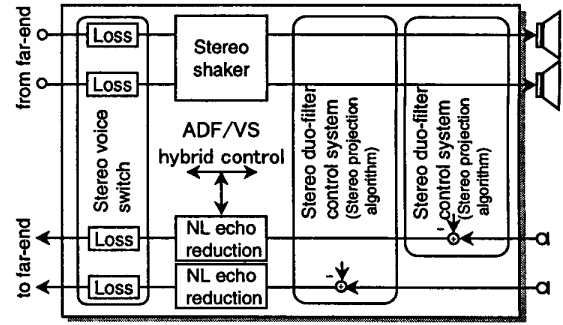 from far-end
Loss
Loss
Stereo
shaker
Stereo voice
switch
ADF/VS
hybrid control
Stereo duo-filter
control system
(Stereo projection
algorithm)
Stereo duo-filter
control system
(Stereo projection
algorithm)
to far-end
Loss
NL echo
reduction
- +
Loss
NL echo
reduction
- +